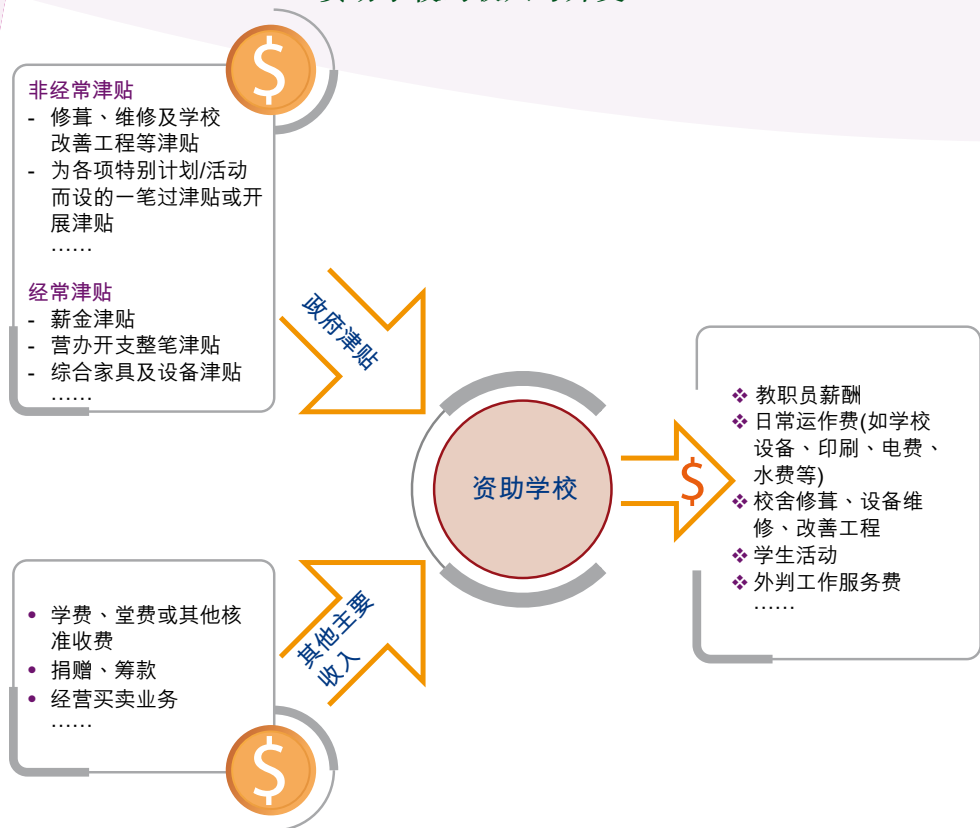 非经常津贴
- 修葺、维修及学校
改善工程等津贴
- 为各项特别计划/活动
而设的一笔过津贴或开
展津贴
……
经常津贴
- 薪金津贴
- 营办开支整笔津贴
- 综合家具及设备津贴
……
政府津贴
• 学费、堂费或其他核
准收费
• 捐赠、筹款
• 经营买卖业务
……
其他主要
收入
资助学校
$
❖ 教职员薪酬
❖ 日常运作费(如学校
设备、印刷、电费、
水费等)
❖ 校舍修葺、设备维
修、改善工程
❖ 学生活动
❖ 外判工作服务费
……
$
$